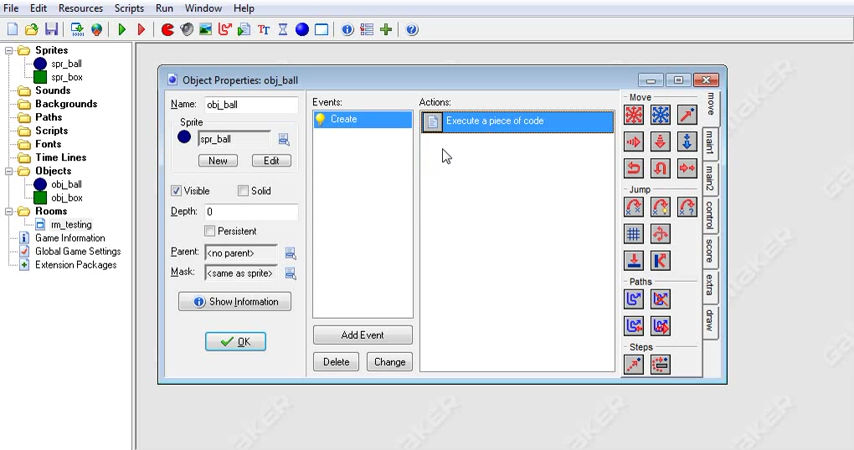 File Edit Resources Scripts Run Window Help
Sprites
spr_ball
spr_box
Sounds
Backgrounds
Paths
Scripts
Fonts
Time Lines
Objects
obj_ball
obj_box
Rooms
rm_testing
Game Information
Global Game Settings
Extension Packages
Object Properties: obj_ball
Name: obj_ball
Sprite
spr_ball
New Edit
Visible Solid
Depth: 0
Persistent
Parent: <no parent>
Mask: <same as sprite>
Show Information
OK
Events:
Create
Add Event
Delete Change
Actions:
Execute a piece of code
Move
Jump
Paths
Steps
move
main1
main2
control
score
extra
draw